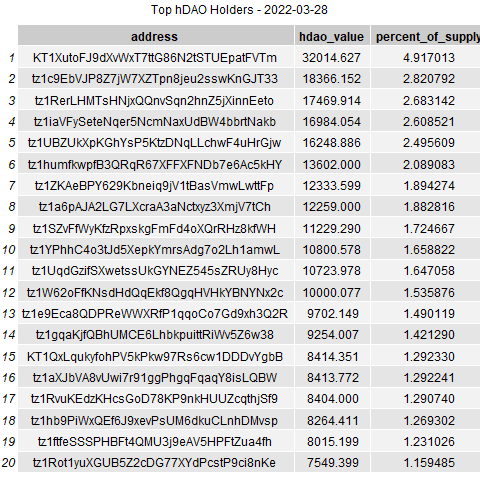 Top hDAO Holders - 2022-03-28
address hdao_value percent_of_supply
1 KT1XutoFJ9dXvWxT7ttG86N2tSTUEpatFVTm 32014.627 4.917013
2 tz1c9EbVJP8Z7jW7XZTpn8jeu2sswKnGJT33 18366.152 2.820792
3 tz1RerLHMTsHNjxQQnvSqn2hnZ5jXinnEeto 17469.914 2.683142
4 tz1iaVFySeteNqer5NcmNaxUdBW4bbrtNakb 16984.054 2.608521
5 tz1UBZUkXpKGhYsP5KtzDNqLLchwF4uHrGjw 16248.886 2.495609
6 tz1humfkwpfB3QRqR67XFFXFNDb7e6Ac5kHY 13602.000 2.089083
7 tz1ZKAeBPY629Kbneiq9jV1tBasVmwLwttFp 12333.599 1.894274
8 tz1a6pAJA2LG7LXcraA3aNctxyz3XmjV7tCh 12259.000 1.882816
9 tz1SZvFfWyKfzRpxskgFmFd4oXQrRHz8kfWH 11229.290 1.724667
10 tz1YPhhC4o3tJd5XepkYmrsAdg7o2Lh1amwL 10800.578 1.658822
11 tz1UqdGzifSXwetssUkGYNEZ545sZRUy8Hyc 10723.978 1.647058
12 tz1W62oFfKNsdHdQqEkf8QgqHVHkYBNYNx2c 10000.077 1.535876
13 tz1e9Eca8QDPReWWXRfP1qqoCo7Gd9xh3Q2R 9702.149 1.490119
14 tz1gqaKjfQBhUMCE6LhbkpuittRiWv5Z6w38 9254.007 1.421290
15 KT1QxLqukyfohPV5kPkw97Rs6cw1DDDvYgbB 8414.351 1.292330
16 tz1aXJbVA8vUwi7r91ggPhgqFqaqY8isLQBW 8413.772 1.292241
17 tz1RvuKEdzKHcsGoD78KP9nkHUUZcqthjSf9 8404.000 1.290740
18 tz1hb9PiWxQEf6J9xevPsUM6dkuCLnhDMvsp 8264.411 1.269302
19 tz1ftfeSSSPHBFt4QMU3j9eAV5HPFtZua4fh 8015.199 1.231026
20 tz1Rot1yuXGUB5Z2cDG77XYdPcstP9ci8nKe 7549.399 1.159485